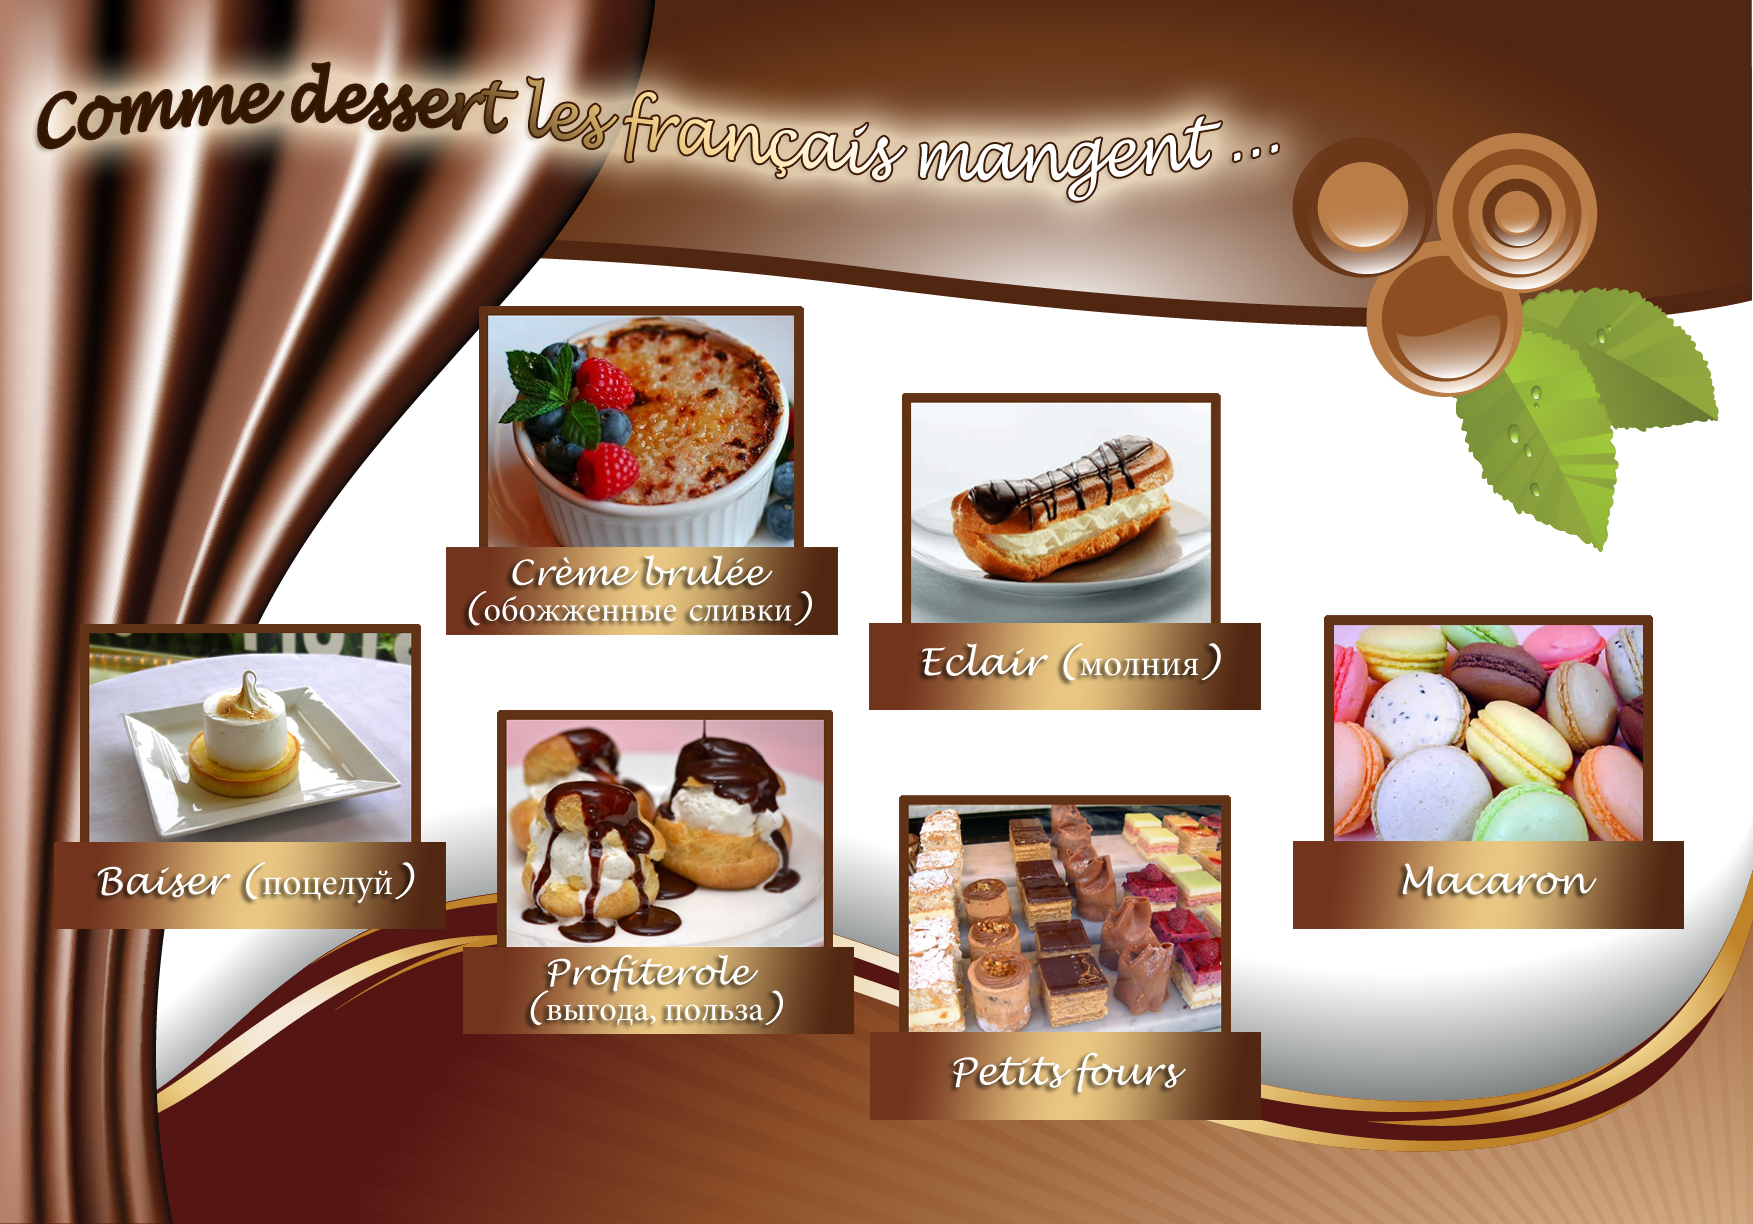 Comme dessert les français mangent ...
Crème brulée
(обожженные сливки)
Eclair (молния)
Baiser (поцелуй)
Profiterole
(выгода, польза)
Macaron
Petits fours